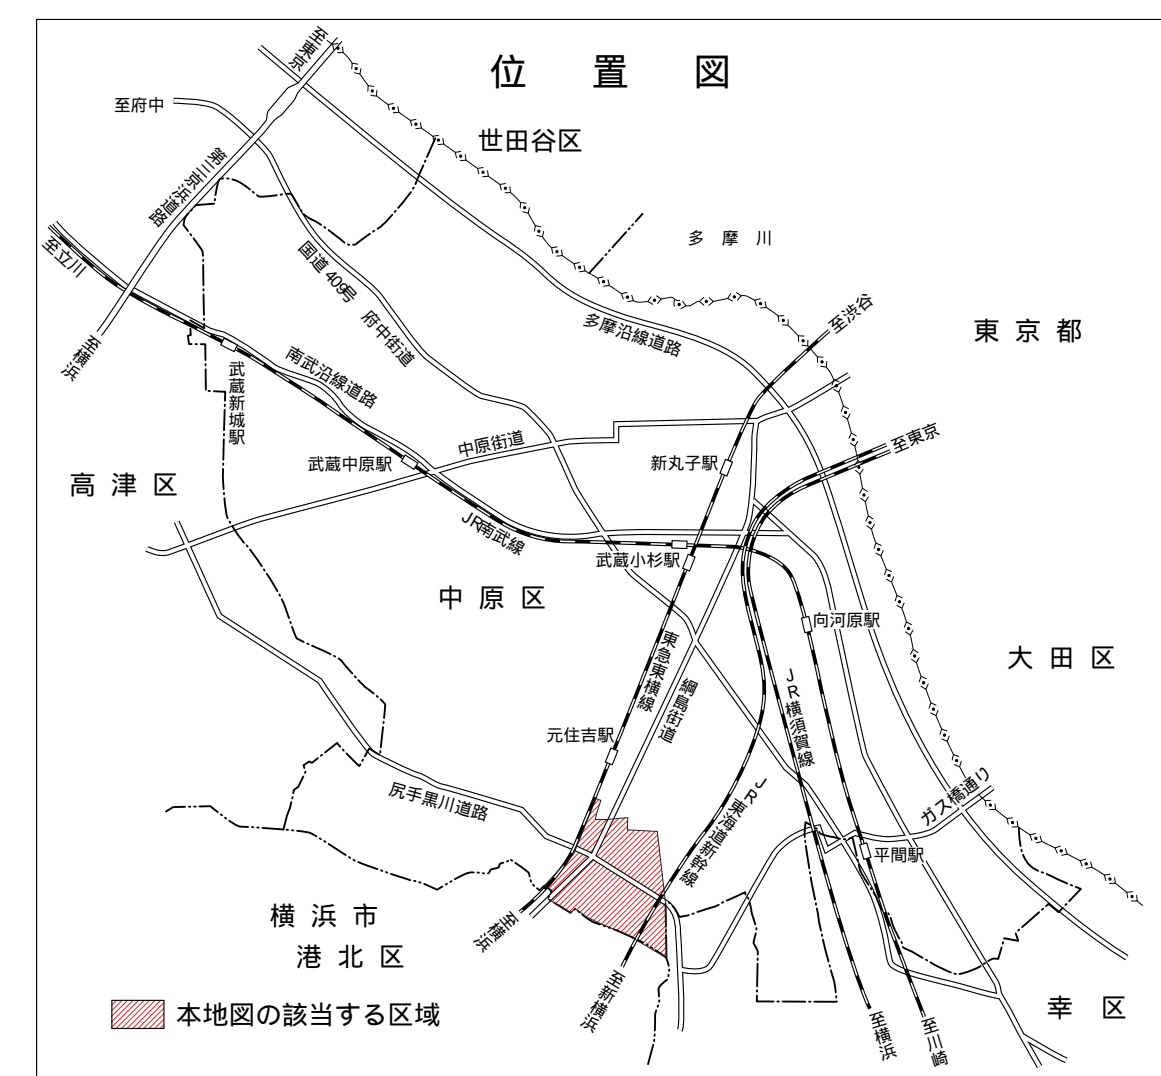 位置図
至東京
至府中
世田谷区
第三京浜道路
多摩川
至立川
国道409号
府中街道
多摩沿線道路
至渋谷
東京都
至横浜
南武沿線道路
武蔵新城駅
中原街道
至東京
武蔵中原駅
新丸子駅
高津区
JR南武線
武蔵小杉駅
中原区
向河原駅
大田区
東急東横線
綱島街道
JR横須賀線
元住吉駅
尻手黒川道路
JR東海道新幹線
ガス橋通り
平間駅
横浜市
港北区
至横浜
至新横浜
本地図の該当する区域
至横浜
至川崎
幸区